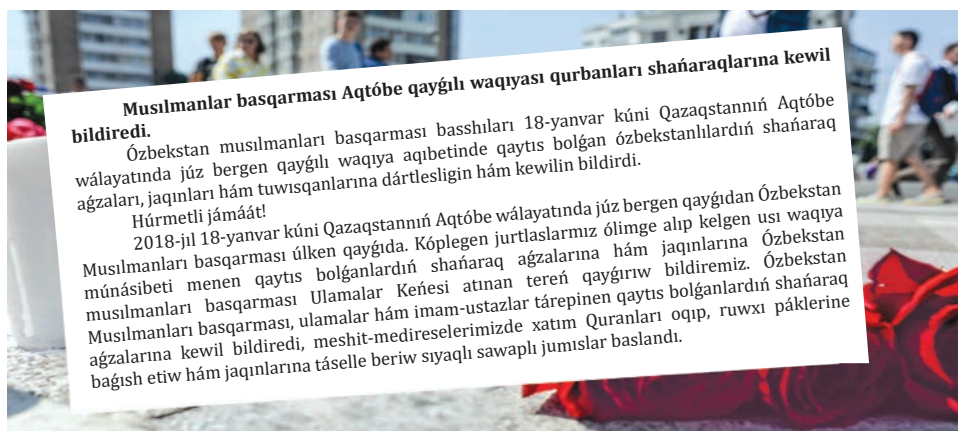 Musılmanlar basqarması Aqtóbe qayǵılı waqıyası qurbanları shańaraqlarına kewil
bildiredi.
Ózbekstan musılmanları basqarması basshıları 18-yanvar kúni Qazaqstannıń Aqtóbe
wálayatında júz bergen qayǵılı waqıya aqıbetinde qaytıs bolǵan ózbekstanlılardıń shańaraq
aǵzaları, jaqınları hám tuwısqanlarına dártlesligin hám kewilin bildirdi.
Húrmetli jámáát!
2018-jıl 18-yanvar kúni Qazaqstannıń Aqtóbe wálayatında júz bergen qayǵıdan Ózbekstan
Musılmanları basqarması úlken qayǵıda. Kóplegen jurtlaslarmız ólimge alıp kelgen usı waqıya
múnásibeti menen qaytıs bolǵanlardıń shańaraq aǵzalarına hám jaqınlarına Ózbekstan
musılmanları basqarması Ulamalar Keńesi atınan tereń qayǵırıw bildiremiz. Ózbekstan
Musılmanları basqarması, ulamalar hám imam-ustazlar tárepinen qaytıs bolǵanlardıń shańaraq
aǵzalarına kewil bildiredi, meshit-medireselerimizde xatım Quranları oqıp, ruwxı páklerine
baǵısh etiw hám jaqınlarına táselle beriw sıyaqlı sawaplı jumıslar baslandı.